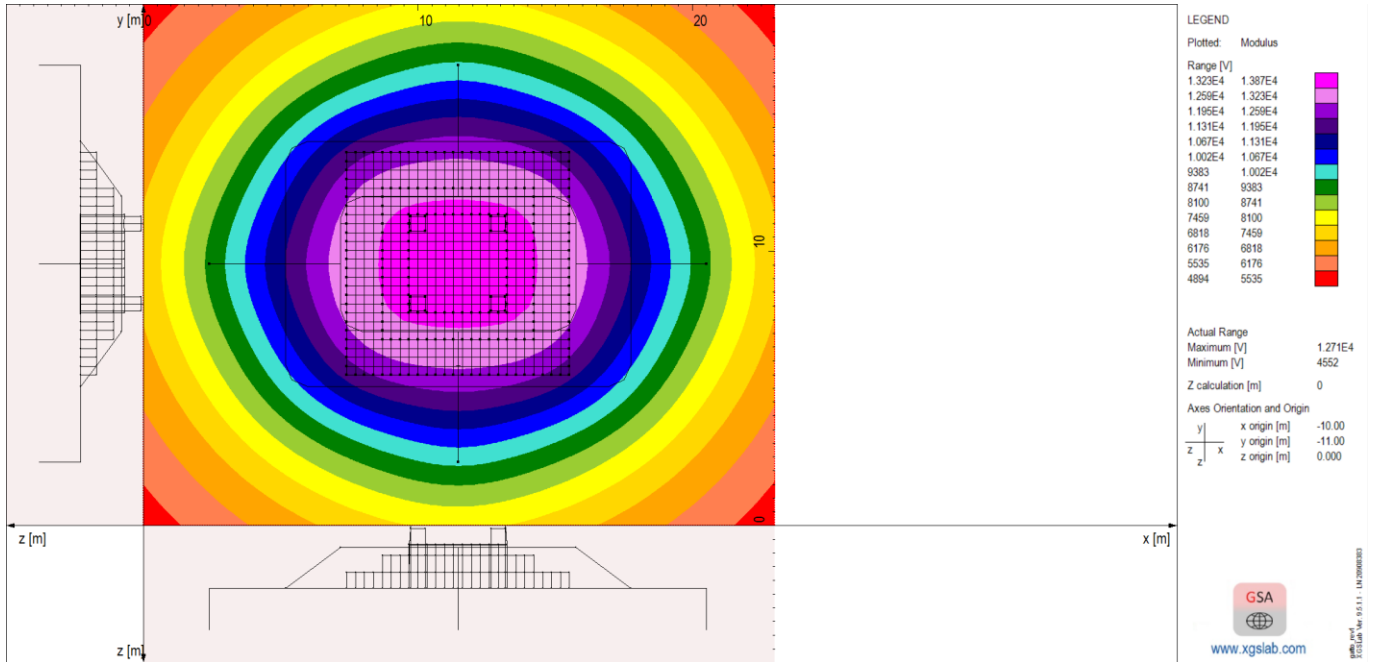 y [m]
0
10
20
10
0
z [m]
x [m]
z [m]
LEGEND
Plotted: Modulus
Range [V]
1.323E4 1.387E4
1.259E4 1.323E4
1.195E4 1.259E4
1.131E4 1.195E4
1.067E4 1.131E4
1.002E4 1.067E4
9383 1.002E4
8741 9383
8100 8741
7459 8100
6818 7459
6176 6818
5535 6176
4894 5535
Actual Range
Maximum [V] 1.271E4
Minimum [V] 4552
Z calculation [m] 0
Axes Orientation and Origin
y
z x
z
x origin [m] -10.00
y origin [m] -11.00
z origin [m] 0.000
GSA
www.xgslab.com